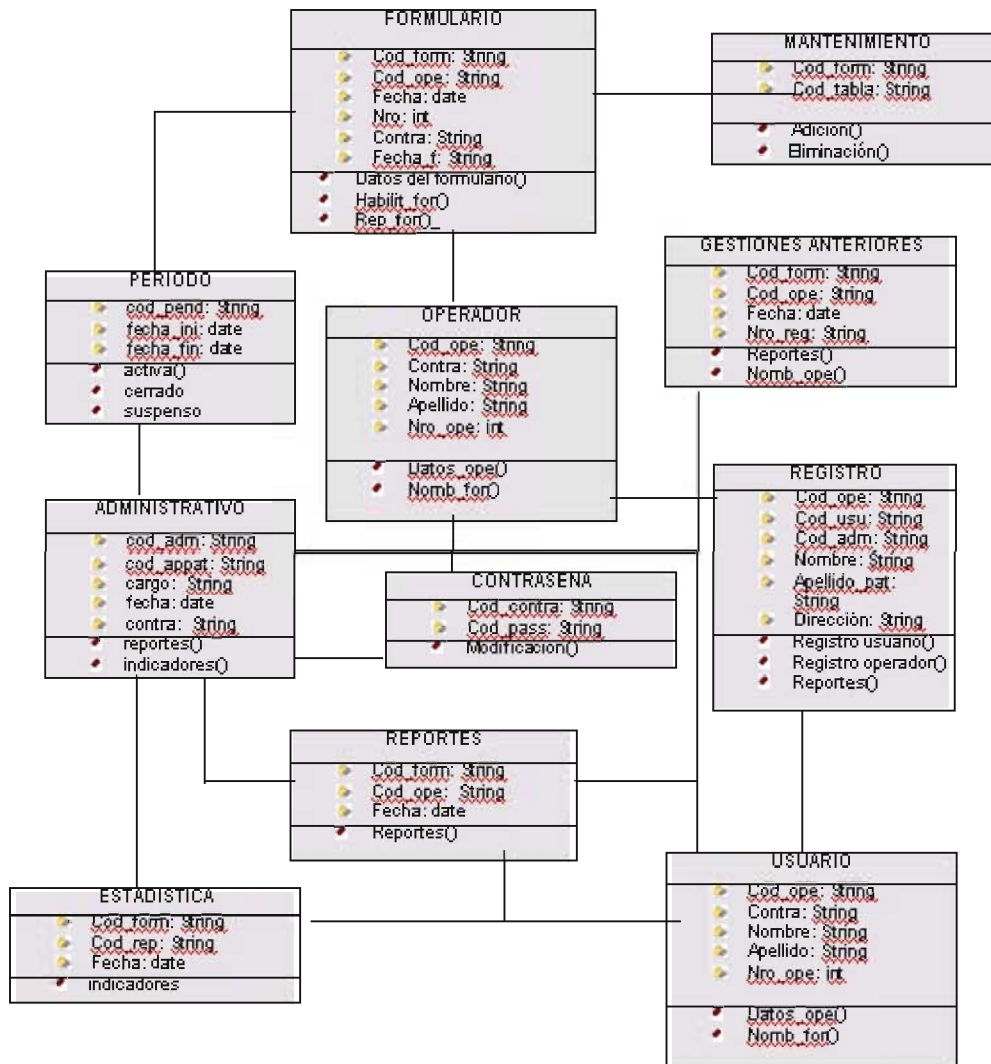 FORMULARIO
Cod_form: String
Cod_ope: String
Fecha: date
Nro: int
Contra: String
Fecha_f: String
Datos del formulario()
Habilit_for()
Rep_for()_
MANTENIMIENTO
Cod_form: String
Cod_tabla: String
Adición()
Eliminación()
PERIODO
cod_perid: String
fecha_ini: date
fecha_fin: date
activa()
cerrado
suspenso
OPERADOR
Cod_ope: String
Contra: String
Nombre: String
Apellido: String
Nro_ope: int
Datos_ope()
Nomb_for()
GESTIONES ANTERIORES
Cod_form: String
Cod_ope: String
Fecha: date
Nro_reg: String
Reportes()
Nomb_ope()
ADMINISTRATIVO
cod_adm: String
cod_appat: String
cargo: String
fecha: date
contra: String
reportes()
indicadores()
CONTRASENA
Cod_contra: String
Cod_pass: String
Modificación()
REGISTRO
Cod_ope: String
Cod_usu: String
Cod_adm: String
Nombre: String
Apellido_pat:
String
Dirección: String
Registro usuario()
Registro operador()
Reportes()
REPORTES
Cod_form: String
Cod_ope: String
Fecha: date
Reportes()
ESTADISTICA
Cod_form: String
Cod_rep: String
Fecha: date
indicadores
USUARIO
Cod_ope: String
Contra: String
Nombre: String
Apellido: String
Nro_ope: int
Datos_ope()
Nomb_for()